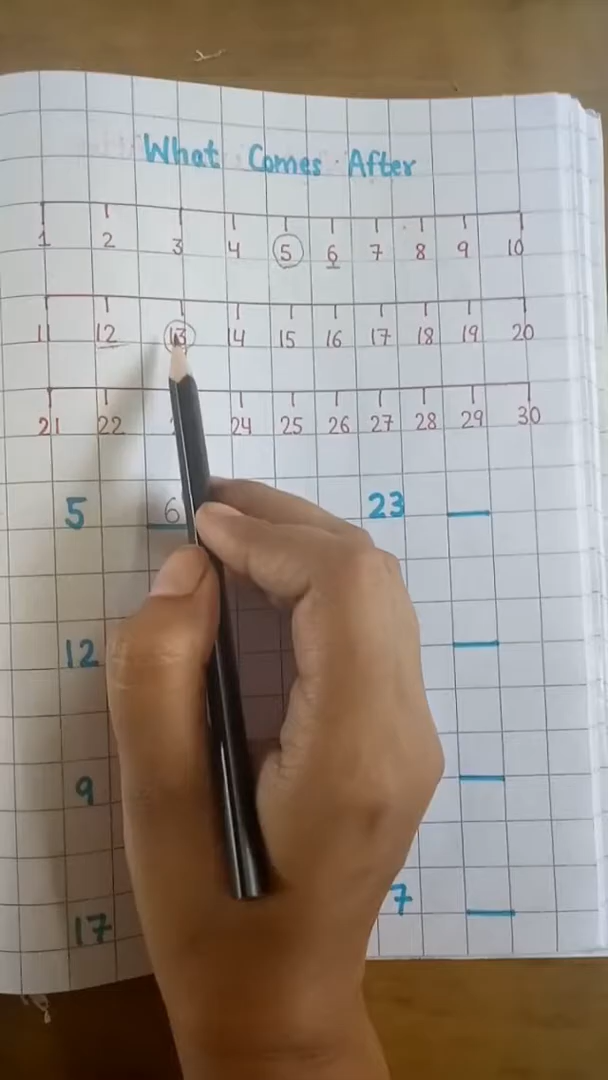 What Comes After
1 2 3 4 5 6 7 8 9 10
11 12 13 14 15 16 17 18 19 20
21 22 24 25 26 27 28 29 30
5 6 23
12
9
17 7